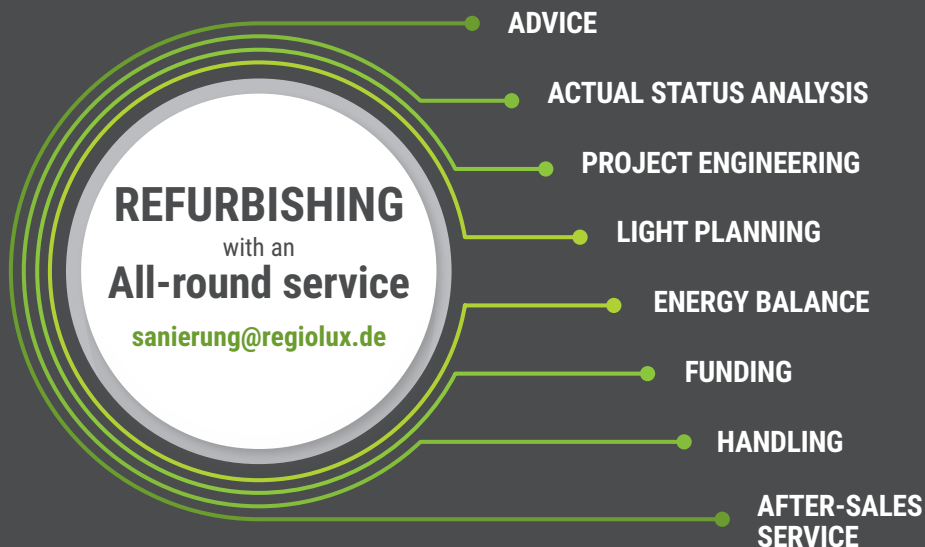 ADVICE
ACTUAL STATUS ANALYSIS
PROJECT ENGINEERING
LIGHT PLANNING
ENERGY BALANCE
FUNDING
HANDLING
AFTER-SALES
SERVICE
REFURBISHING
with an
All-round service
sanierung@regiolux.de